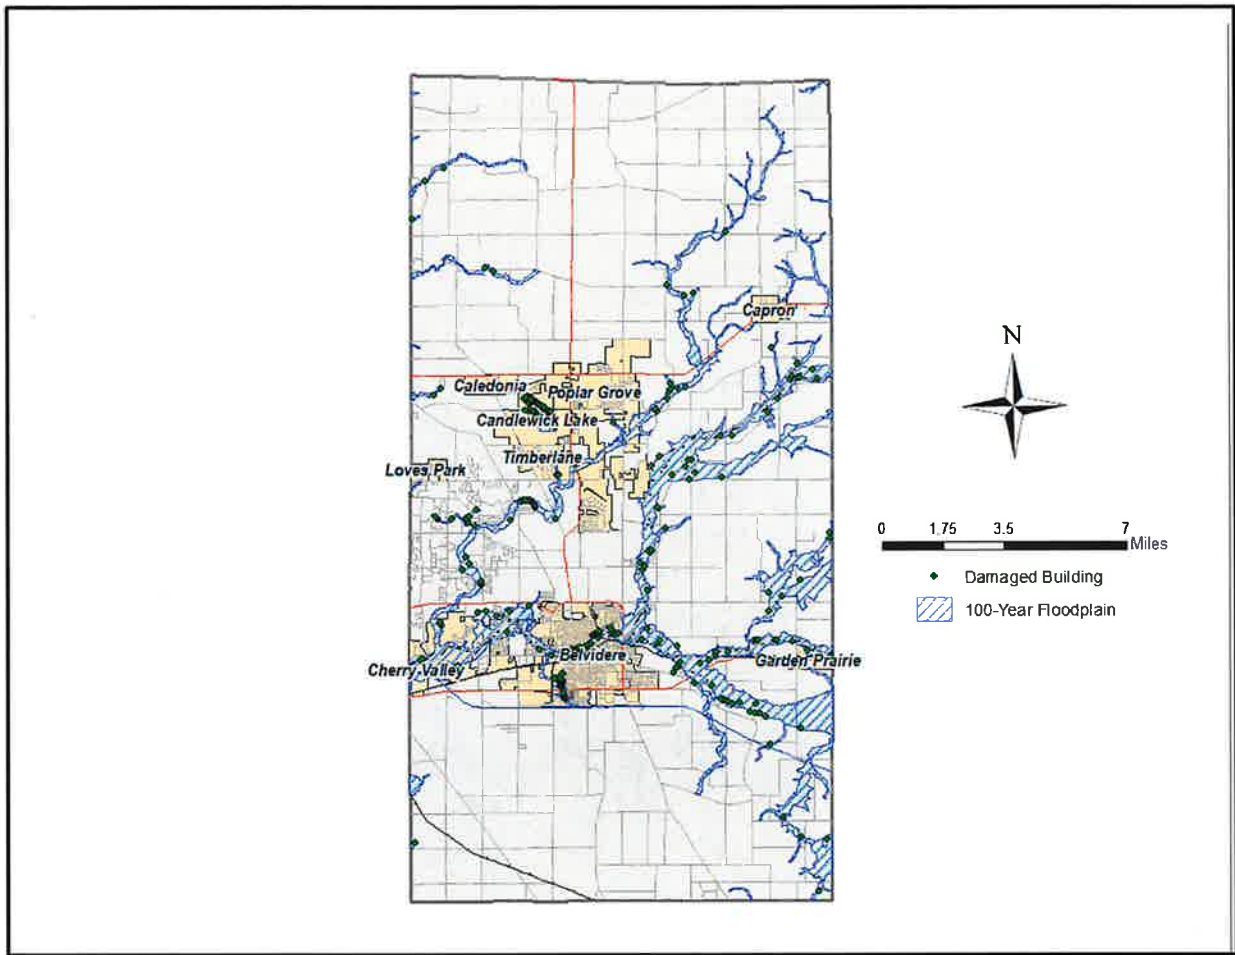 Capron
Caledonia
Poplar Grove
Candlewick Lake
Timberlane
Loves Park
Belvidere
Cherry Valley
Garden Prairie
N
0 1.75 3.5 7
Miles
Damaged Building
100-Year Floodplain